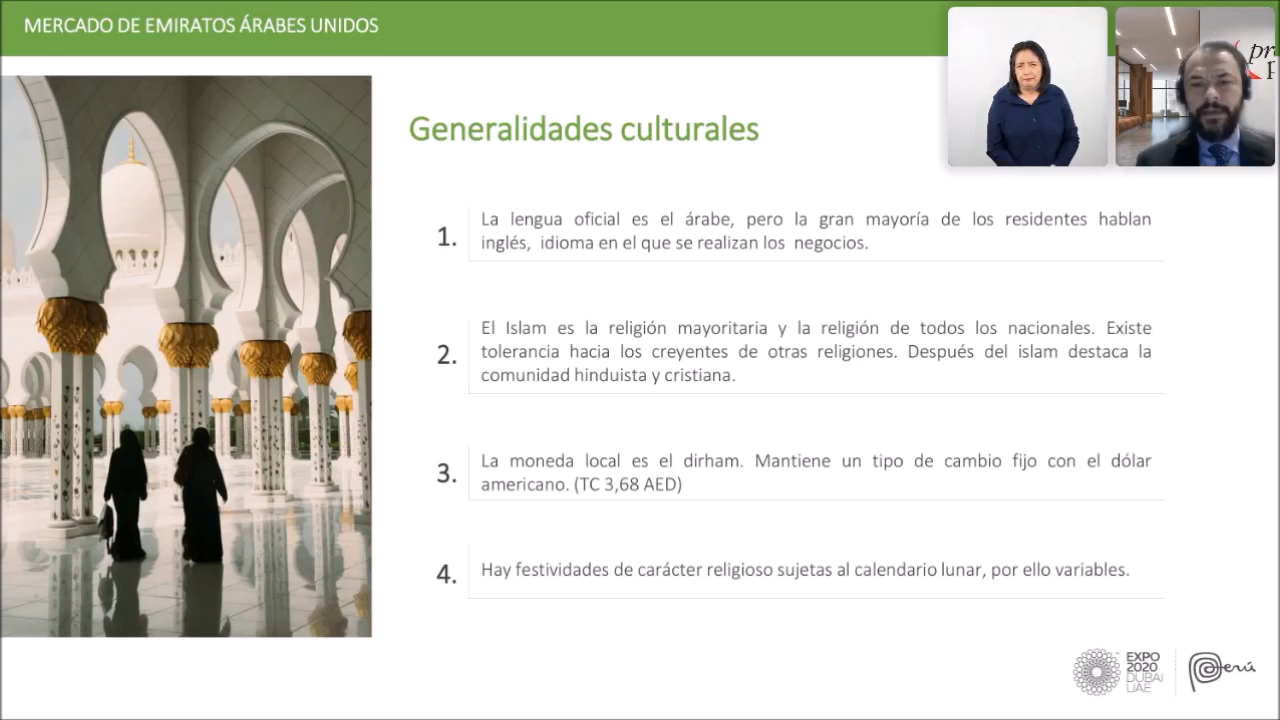 MERCADO DE EMIRATOS ÁRABES UNIDOS
Generalidades culturales
1.
La lengua oficial es el árabe, pero la gran mayoría de los residentes hablan
inglés, idioma en el que se realizan los negocios.
2.
El Islam es la religión mayoritaria y la religión de todos los nacionales. Existe
tolerancia hacia los creyentes de otras religiones. Después del islam destaca la
comunidad hinduista y cristiana.
3.
La moneda local es el dirham. Mantiene un tipo de cambio fijo con el dólar
americano. (TC 3,68 AED)
4.
Hay festividades de carácter religioso sujetas al calendario lunar, por ello variables.
EXPO
2020
DUBAI
UAE
Perú